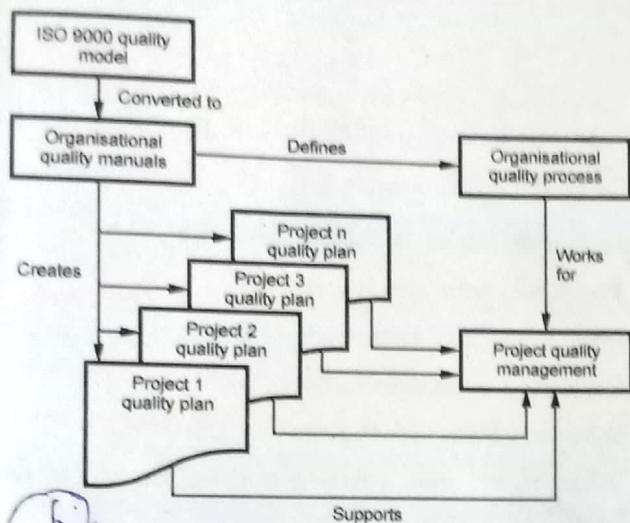 ISO 9000 quality
model
Converted to
Organisational
quality manuals
Defines
Organisational
quality process
Project n
quality plan
Creates
Project 3
quality plan
Works
for
Project 2
quality plan
Project quality
management
Project 1
quality plan
Supports